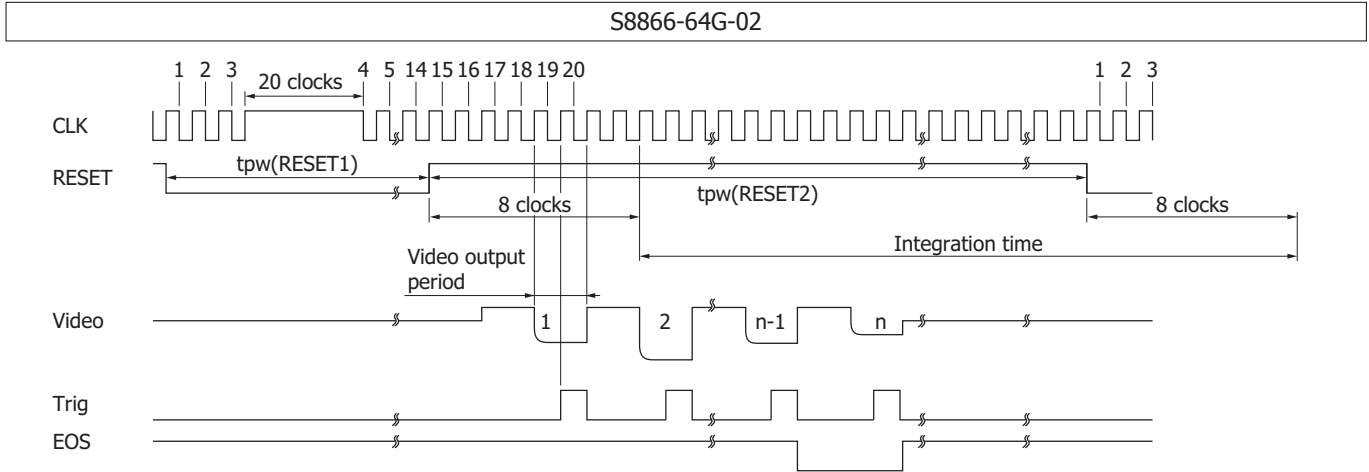 S8866-64G-02
1 2 3 4 5 14 15 16 17 18 19 20 1 2 3
20 clocks
CLK
tpw(RESET1)
RESET
tpw(RESET2)
8 clocks 8 clocks
Integration time
Video output
period
Video 1 2 n-1 n
Trig
EOS